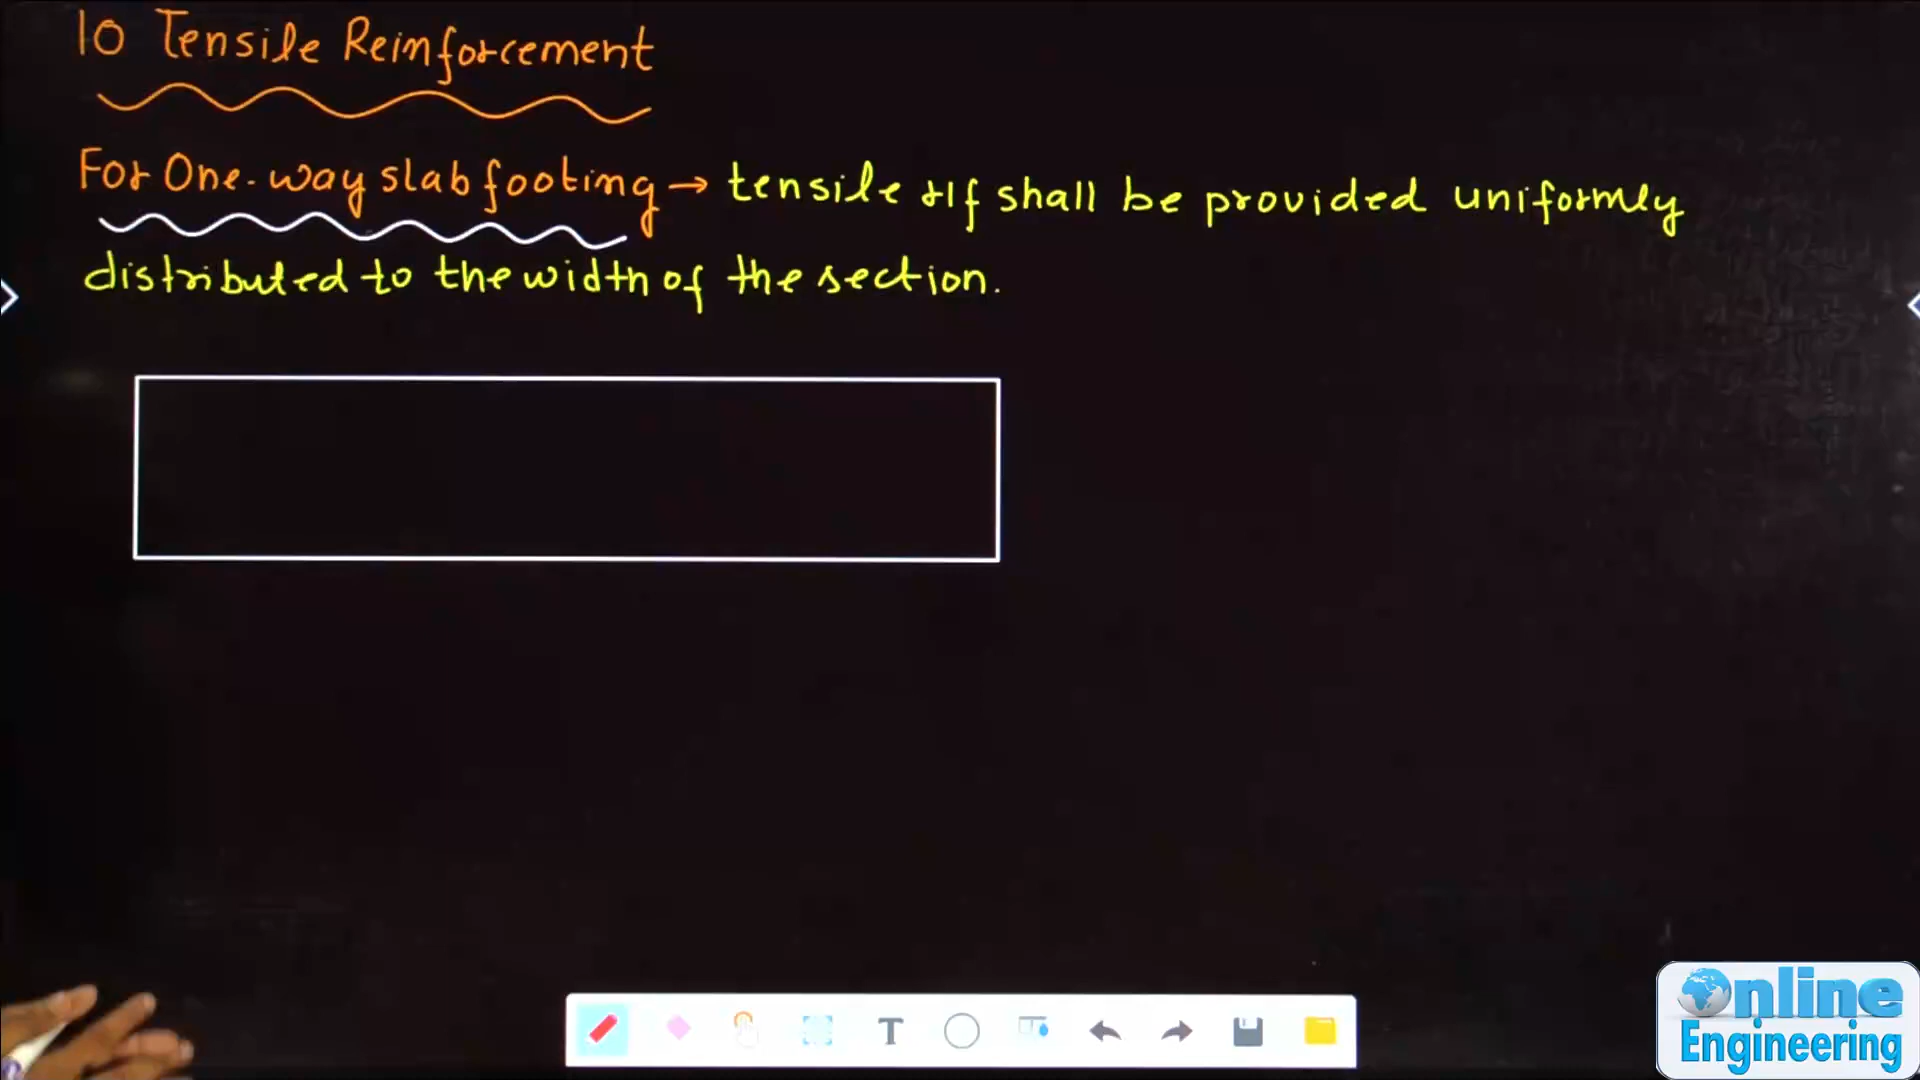 10 Tensile Reinforcement
For One-way slab footing → tensile r/f shall be provided uniformly
distributed to the width of the section.
T
Online
Engineering